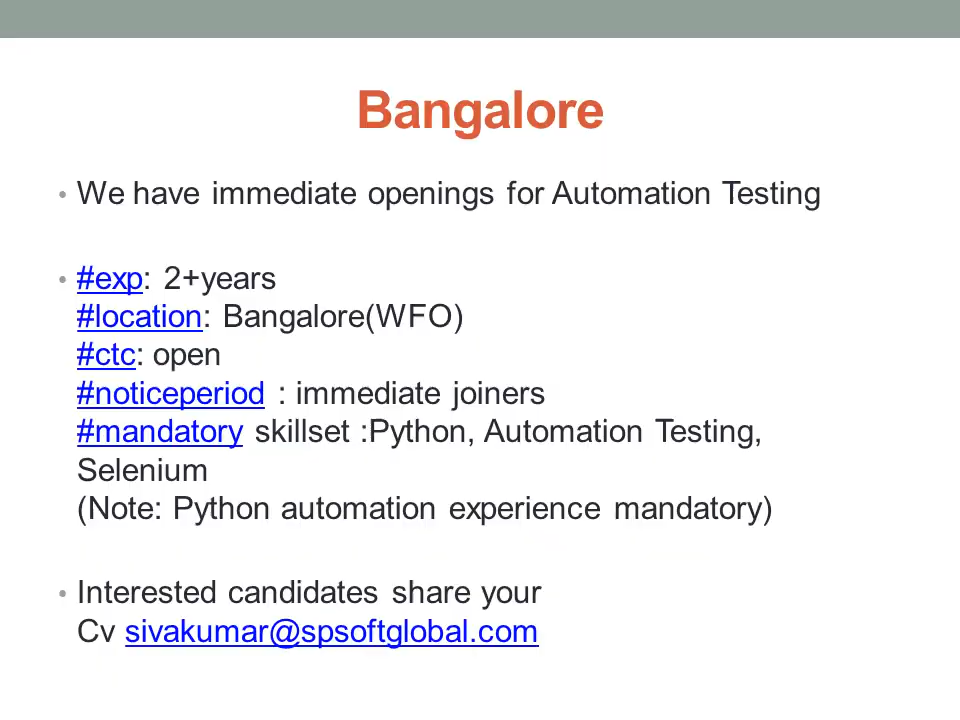 Bangalore
• We have immediate openings for Automation Testing
• #exp: 2+years
#location: Bangalore(WFO)
#ctc: open
#noticeperiod : immediate joiners
#mandatory skillset :Python, Automation Testing,
Selenium
(Note: Python automation experience mandatory)
• Interested candidates share your
Cv sivakumar@spsoftglobal.com